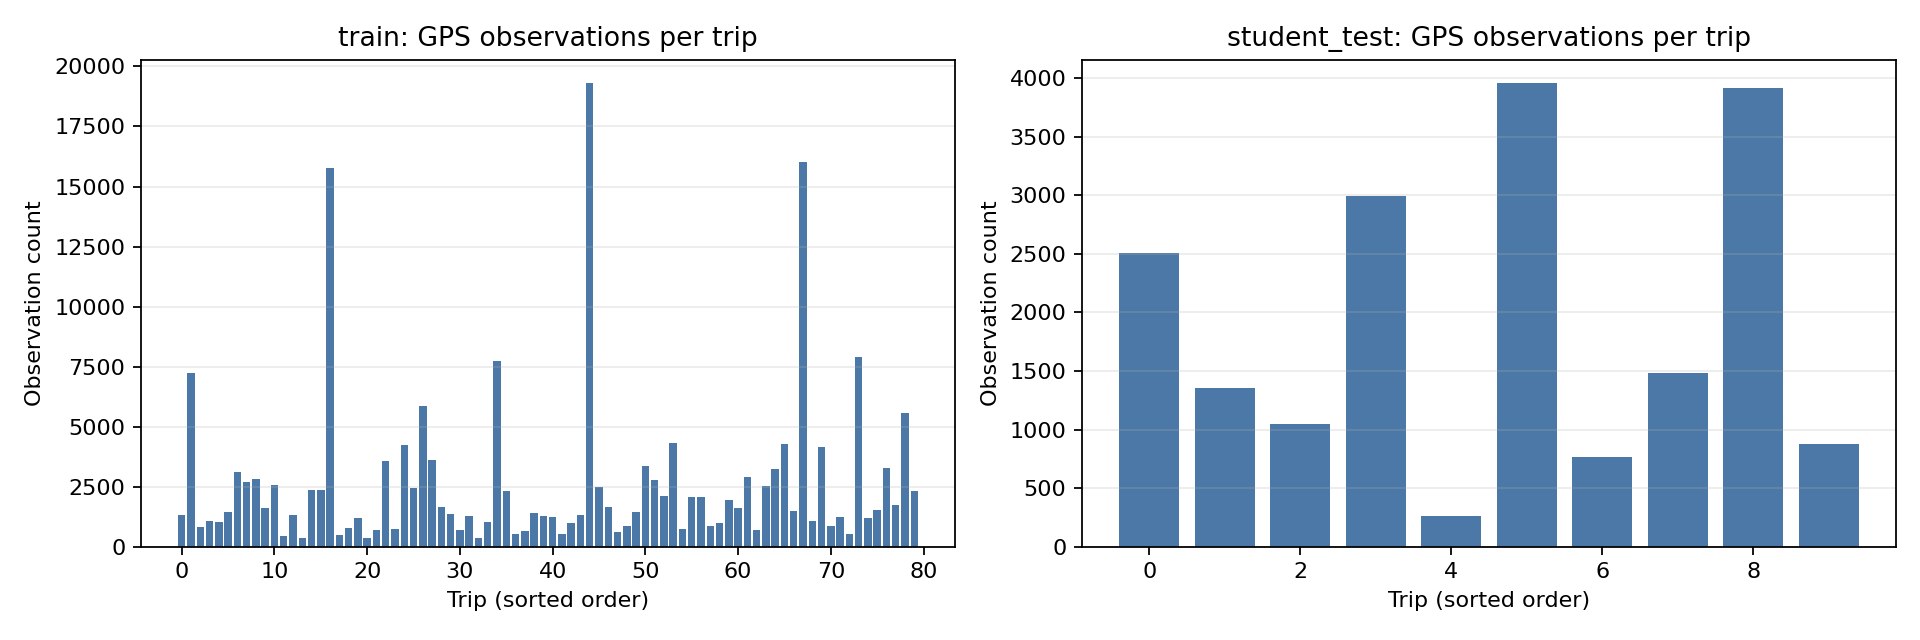 train: GPS observations per trip
Observation count
20000
17500
15000
12500
10000
7500
5000
2500
0
0 10 20 30 40 50 60 70 80
Trip (sorted order)
student_test: GPS observations per trip
Observation count
4000
3500
3000
2500
2000
1500
1000
500
0
0 2 4 6 8
Trip (sorted order)